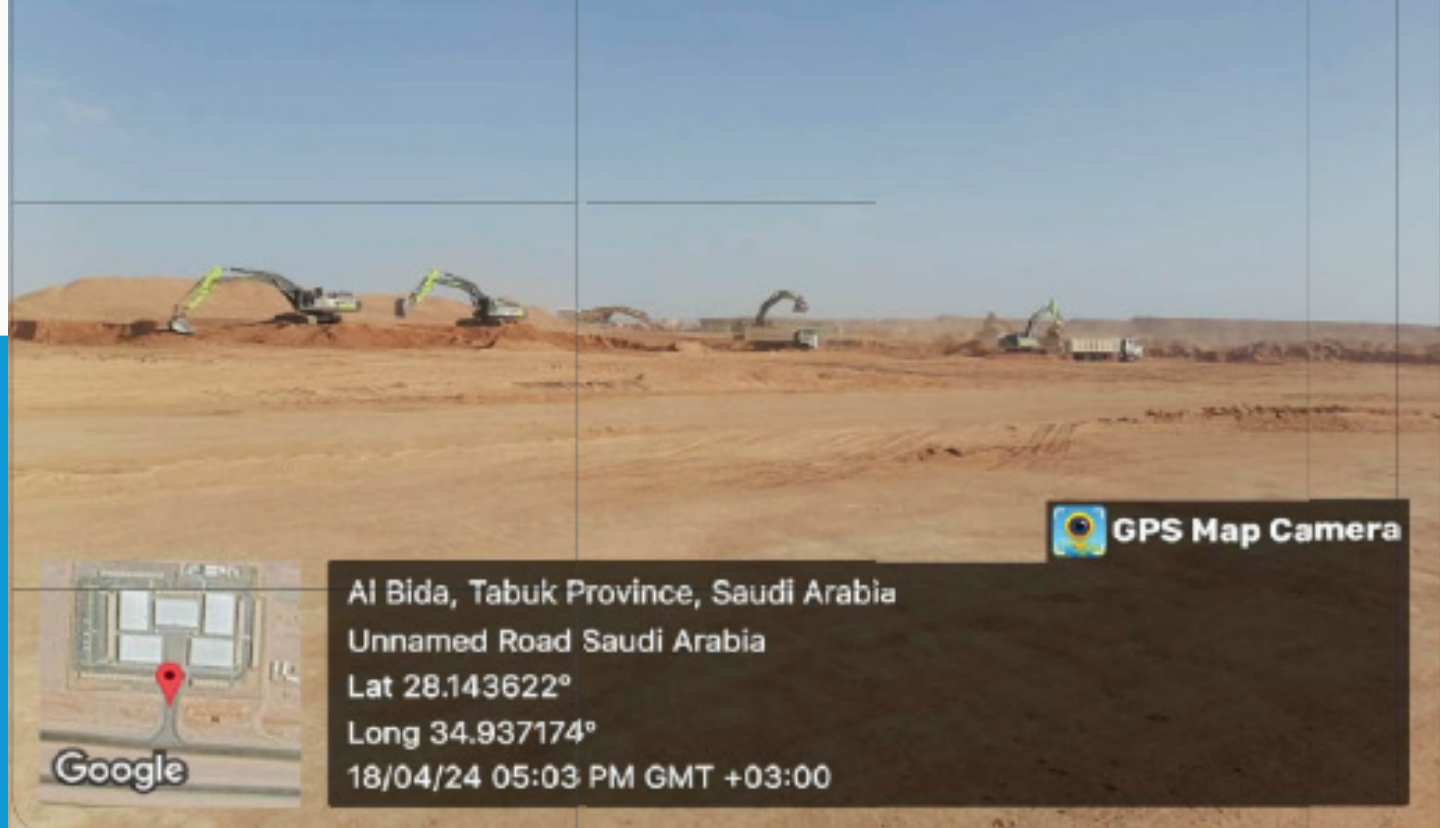 GPS Map Camera
Al Bida, Tabuk Province, Saudi Arabia
Unnamed Road Saudi Arabia
Lat 28.143622°
Long 34.937174°
18/04/24 05:03 PM GMT +03:00
Google